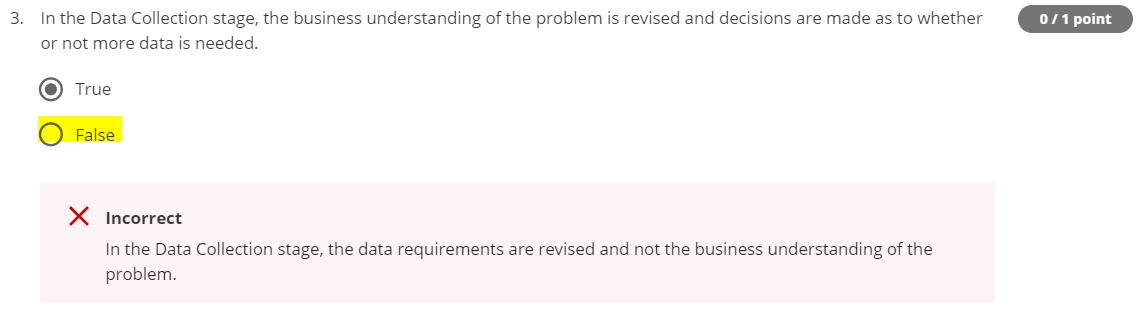 3. In the Data Collection stage, the business understanding of the problem is revised and decisions are made as to whether
0 / 1 point
or not more data is needed.
True
False
Incorrect
In the Data Collection stage, the data requirements are revised and not the business understanding of the
problem.